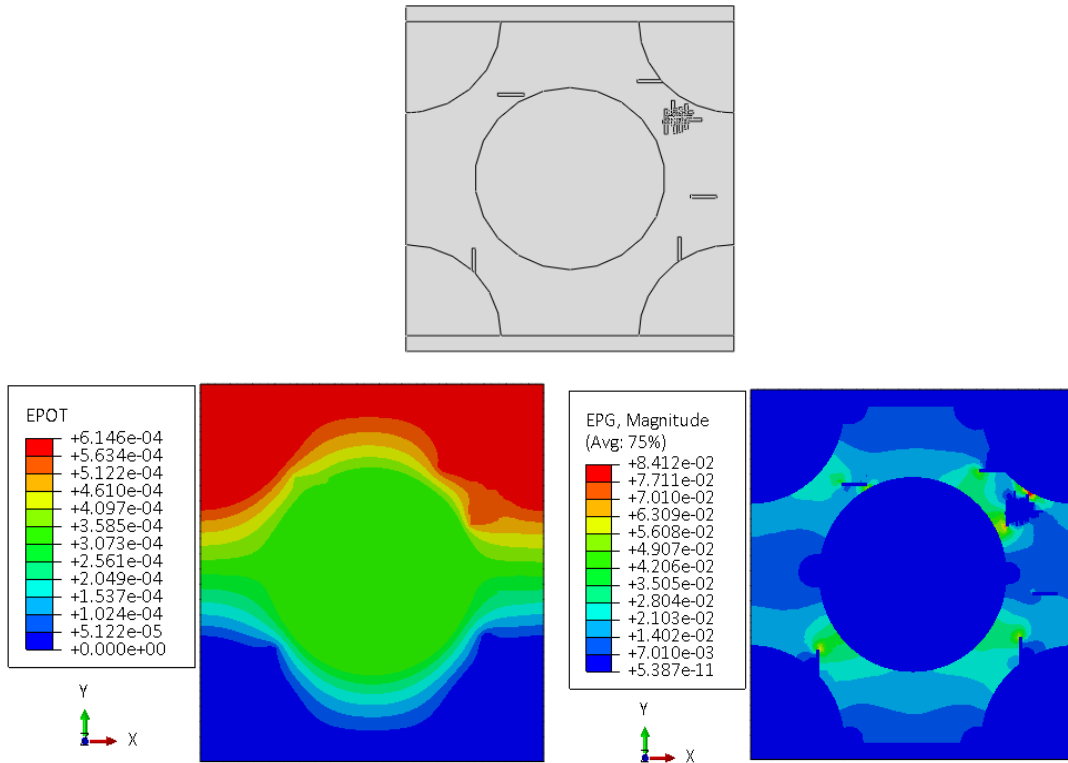 EPOT
+6.146e-04
+5.634e-04
+5.122e-04
+4.610e-04
+4.097e-04
+3.585e-04
+3.073e-04
+2.561e-04
+2.049e-04
+1.537e-04
+1.024e-04
+5.122e-05
+0.000e+00
Y
Z
X
EPG, Magnitude
(Avg: 75%)
+8.412e-02
+7.711e-02
+7.010e-02
+6.309e-02
+5.608e-02
+4.907e-02
+4.206e-02
+3.505e-02
+2.804e-02
+2.103e-02
+1.402e-02
+7.010e-03
+5.387e-11
Y
Z
X